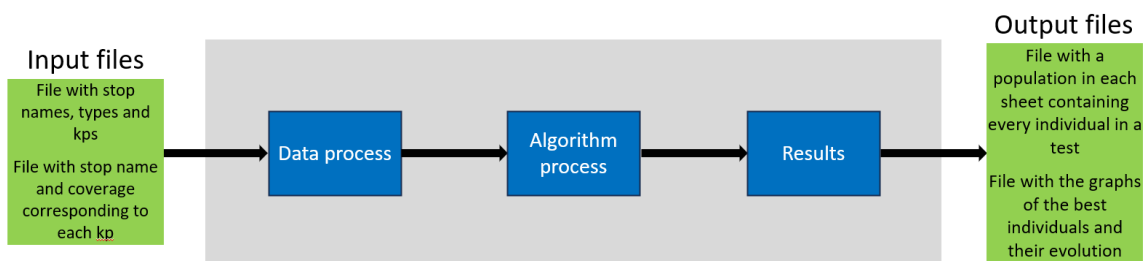 Input files
File with stop
names, types and
kps
File with stop name
and coverage
corresponding to
each kp
Data process
Algorithm
process
Results
Output files
File with a
population in each
sheet containing
every individual in a
test
File with the graphs
of the best
individuals and
their evolution